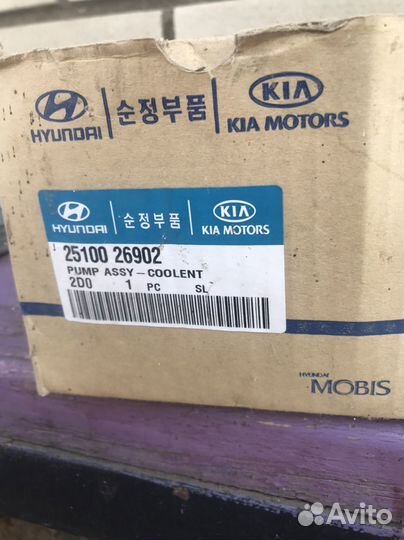 HYUNDAI 순정부품 KIA
KIA MOTORS
HYUNDAI 순정부품 KIA
KIA MOTORS
25100 26902
PUMP ASSY-COOLENT
2D0 1 PC SL
HYUNDAI
MOBIS
Avito